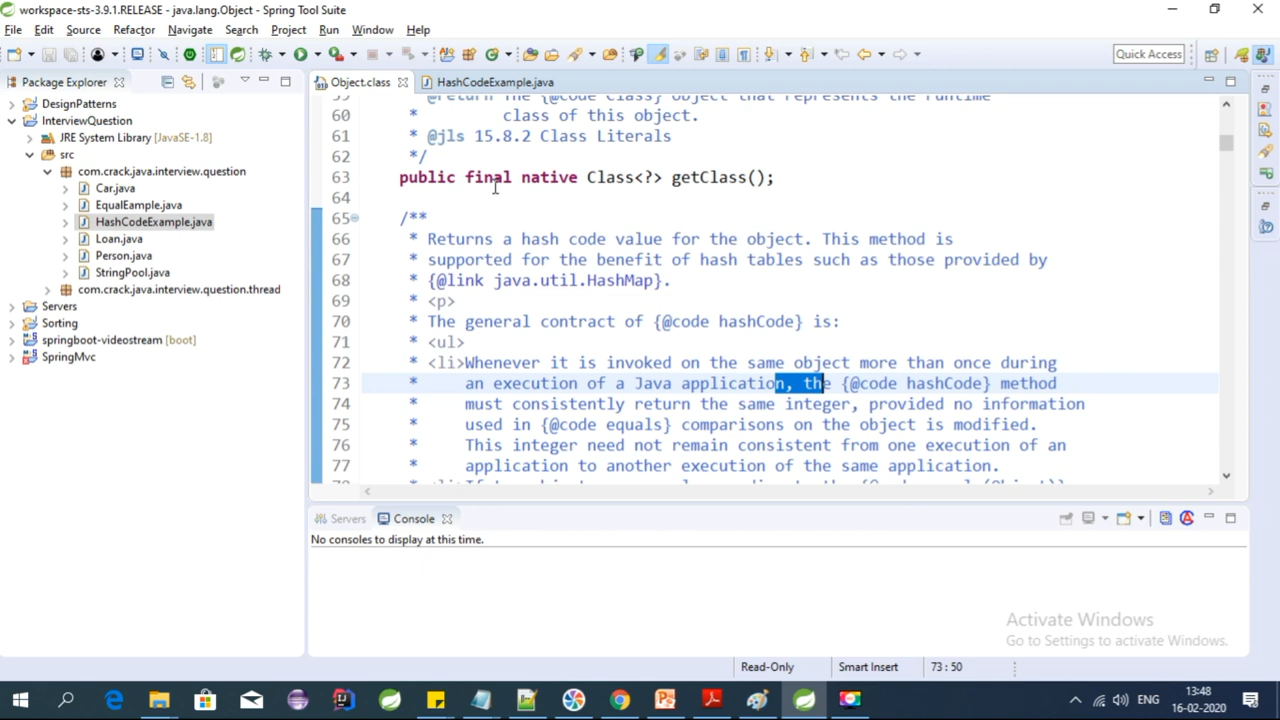 workspace-sts-3.9.1.RELEASE - java.lang.Object - Spring Tool Suite
File Edit Source Refactor Navigate Search Project Run Window Help
Quick Access
Package Explorer
DesignPatterns
InterviewQuestion
JRE System Library [JavaSE-1.8]
src
com.crack.java.interview.question
Car.java
EqualEample.java
HashCodeExample.java
Loan.java
Person.java
StringPool.java
com.crack.java.interview.question.thread
Servers
Sorting
springboot-videostream [boot]
SpringMvc
Object.class HashCodeExample.java
59 * @return The {@code Class} object that represents the runtime
60 * class of this object.
61 * @jls 15.8.2 Class Literals
62 */
63 public final native Class<?> getClass();
64
65 /**
66 * Returns a hash code value for the object. This method is
67 * supported for the benefit of hash tables such as those provided by
68 * {@link java.util.HashMap}.
69 * <p>
70 * The general contract of {@code hashCode} is:
71 * <ul>
72 * <li>Whenever it is invoked on the same object more than once during
73 * an execution of a Java application, the {@code hashCode} method
74 * must consistently return the same integer, provided no information
75 * used in {@code equals} comparisons on the object is modified.
76 * This integer need not remain consistent from one execution of an
77 * application to another execution of the same application.
Servers Console
No consoles to display at this time.
Activate Windows
Go to Settings to activate Windows.
Read-Only Smart Insert 73 : 50
ENG
13:48
16-02-2020